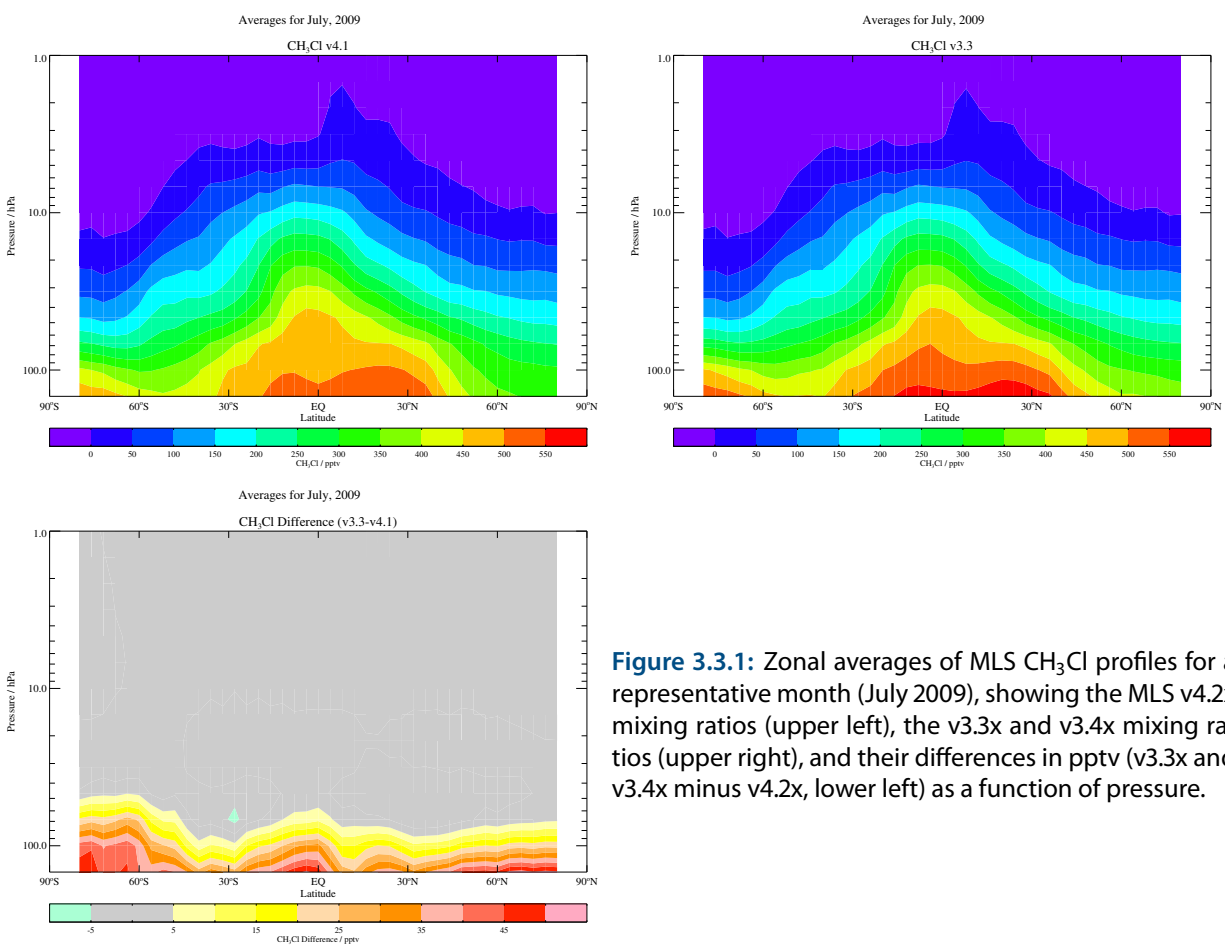 Averages for July, 2009
CH₃Cl v4.1
1.0
10.0
100.0
Pressure / hPa
90°S 60°S 30°S EQ 30°N 60°N 90°N
Latitude
0 50 100 150 200 250 300 350 400 450 500 550
CH₃Cl / pptv
Averages for July, 2009
CH₃Cl v3.3
1.0
10.0
100.0
Pressure / hPa
90°S 60°S 30°S EQ 30°N 60°N 90°N
Latitude
0 50 100 150 200 250 300 350 400 450 500 550
CH₃Cl / pptv
Averages for July, 2009
CH₃Cl Difference (v3.3-v4.1)
1.0
10.0
100.0
Pressure / hPa
90°S 60°S 30°S EQ 30°N 60°N 90°N
Latitude
-5 5 15 25 35 45
CH₃Cl Difference / pptv
Figure 3.3.1: Zonal averages of MLS CH₃Cl profiles for a
representative month (July 2009), showing the MLS v4.2x
mixing ratios (upper left), the v3.3x and v3.4x mixing ra
tios (upper right), and their differences in pptv (v3.3x and
v3.4x minus v4.2x, lower left) as a function of pressure.